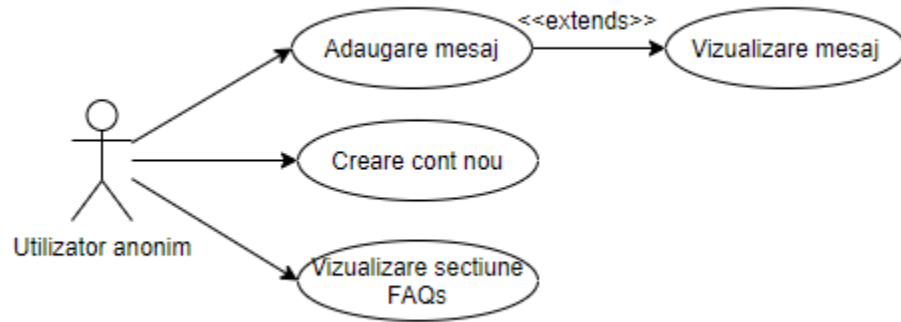 <<extends>>
Adaugare mesaj
Vizualizare mesaj
Creare cont nou
Utilizator anonim
Vizualizare sectiune
FAQs